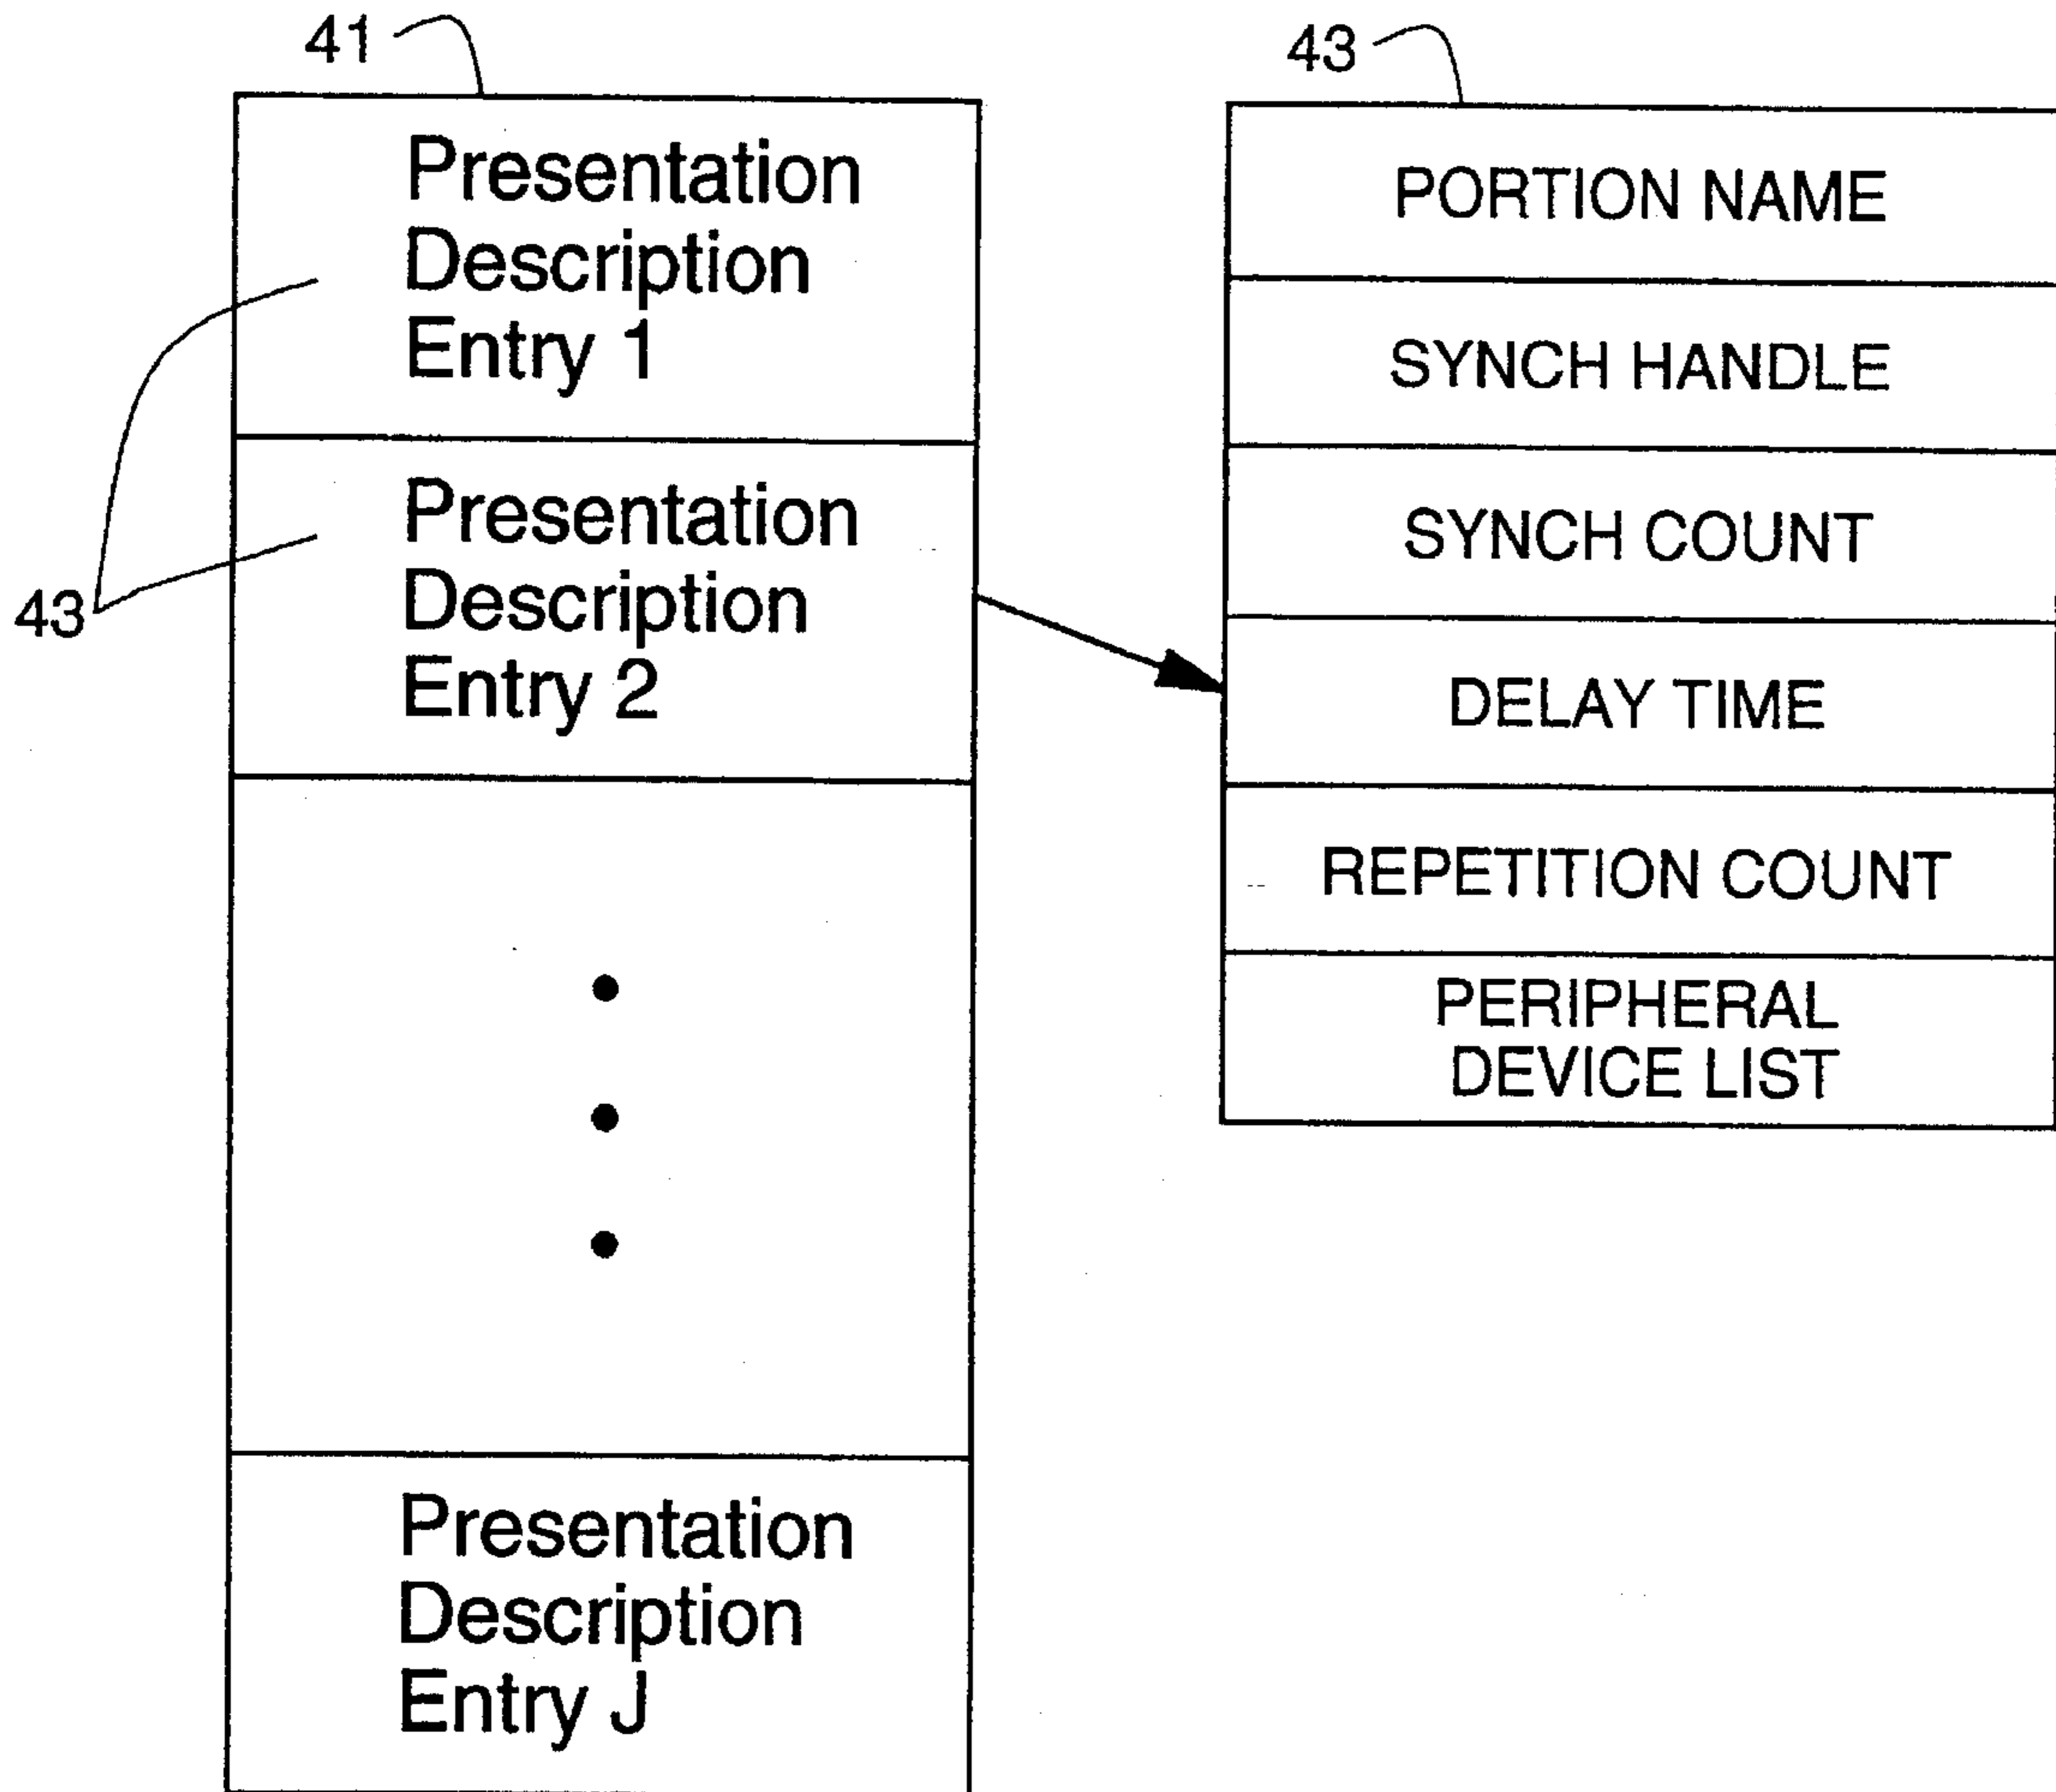 41
Presentation
Description
Entry 1
Presentation
Description
Entry 2
43
Presentation
Description
Entry J
43
PORTION NAME
SYNCH HANDLE
SYNCH COUNT
DELAY TIME
REPETITION COUNT
PERIPHERAL
DEVICE LIST